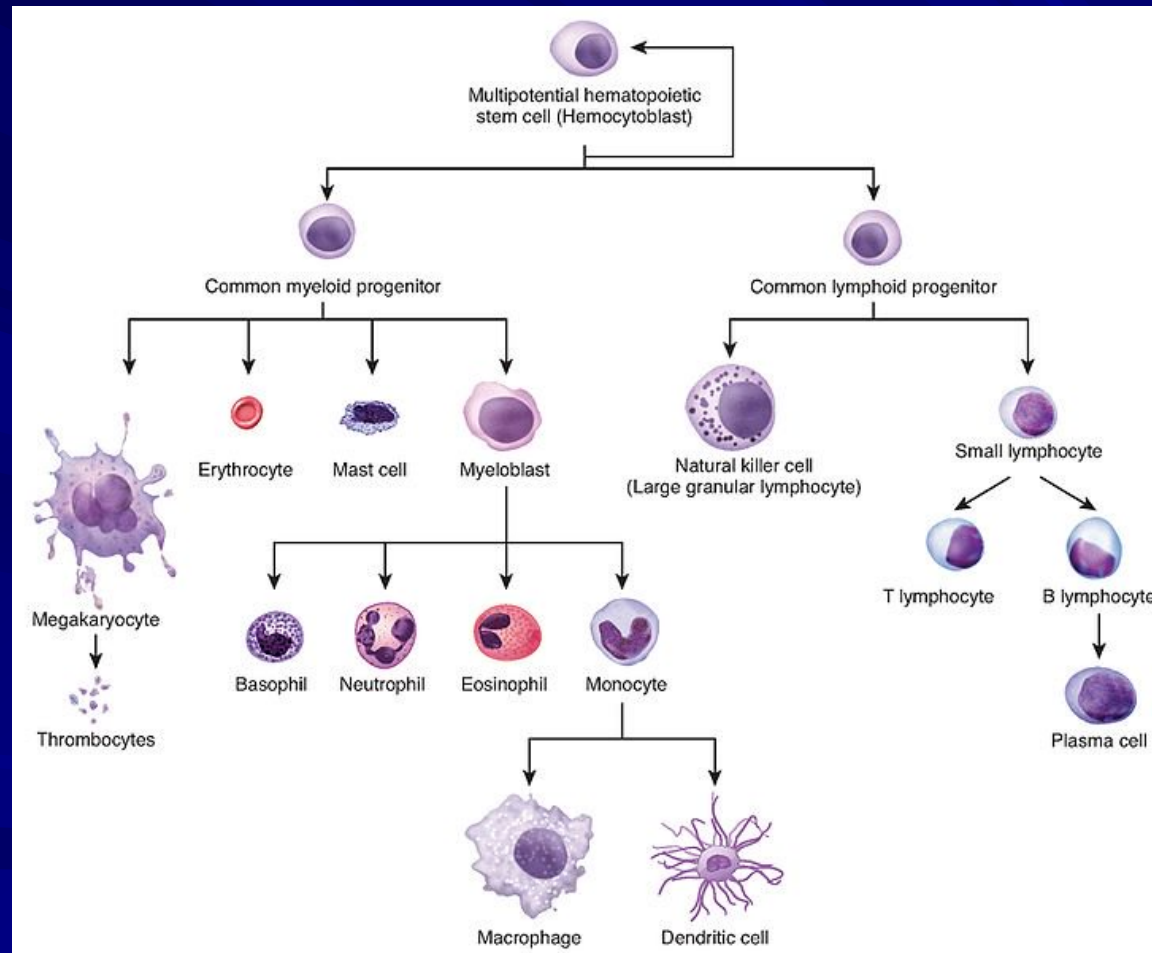 Multipotential hematopoietic
stem cell (Hemocytoblast)
Common myeloid progenitor
Common lymphoid progenitor
Erythrocyte
Mast cell
Myeloblast
Natural killer cell
(Large granular lymphocyte)
Small lymphocyte
T lymphocyte
B lymphocyte
Megakaryocyte
Basophil
Neutrophil
Eosinophil
Monocyte
Thrombocytes
Plasma cell
Macrophage
Dendritic cell